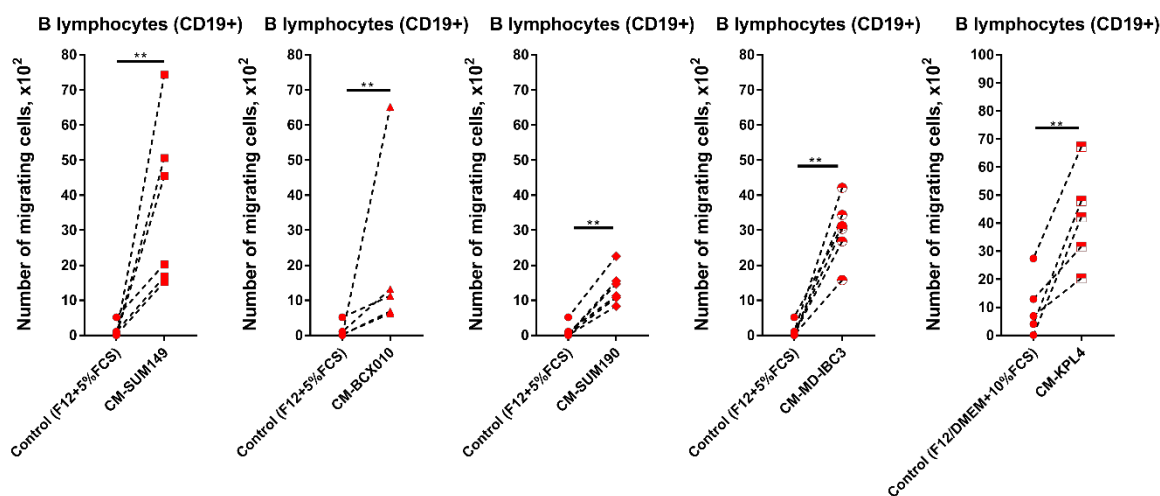 B lymphocytes (CD19+)
Number of migrating cells, x10²
80
70
60
50
40
30
20
10
0
**
Control (F12+5%FCS)
CM-SUM149
B lymphocytes (CD19+)
Number of migrating cells, x10²
80
70
60
50
40
30
20
10
0
**
Control (F12+5%FCS)
CM-BCX010
B lymphocytes (CD19+)
Number of migrating cells, x10²
80
70
60
50
40
30
20
10
0
**
Control (F12+5%FCS)
CM-SUM190
B lymphocytes (CD19+)
Number of migrating cells, x10²
80
70
60
50
40
30
20
10
0
**
Control (F12+5%FCS)
CM-MD-IBC3
B lymphocytes (CD19+)
Number of migrating cells, x10²
100
90
80
70
60
50
40
30
20
10
0
**
Control (F12/DMEM+10%FCS)
CM-KPL4